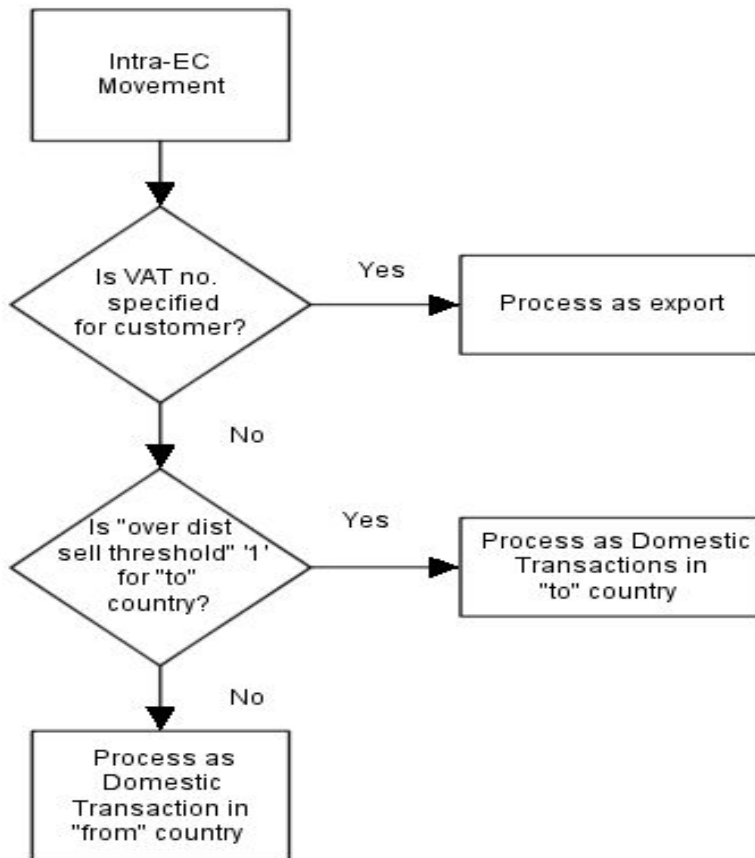 Intra-EC
Movement
Is VAT no.
specified
for customer?
Yes
Process as export
No
Is "over dist
sell threshold" '1'
for "to"
country?
Yes
Process as Domestic
Transactions in
"to" country
No
Process as
Domestic
Transaction in
"from" country